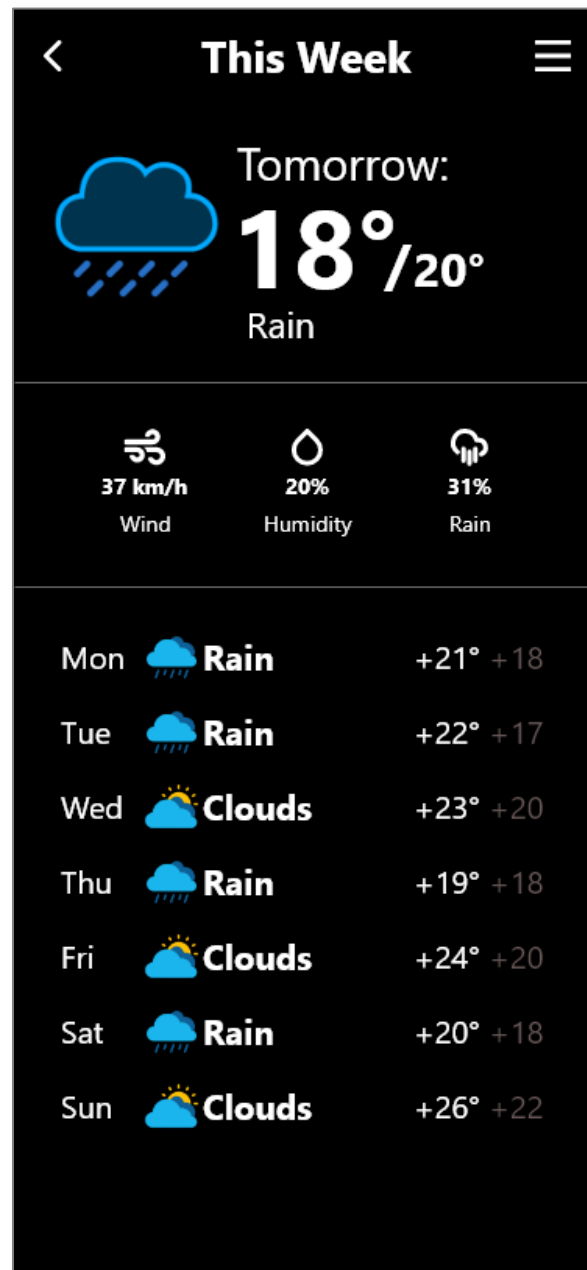 This Week
Tomorrow:
18°/20°
Rain
37 km/h 20% 31%
Wind Humidity Rain
Mon Rain +21° +18
Tue Rain +22° +17
Wed Clouds +23° +20
Thu Rain +19° +18
Fri Clouds +24° +20
Sat Rain +20° +18
Sun Clouds +26° +22